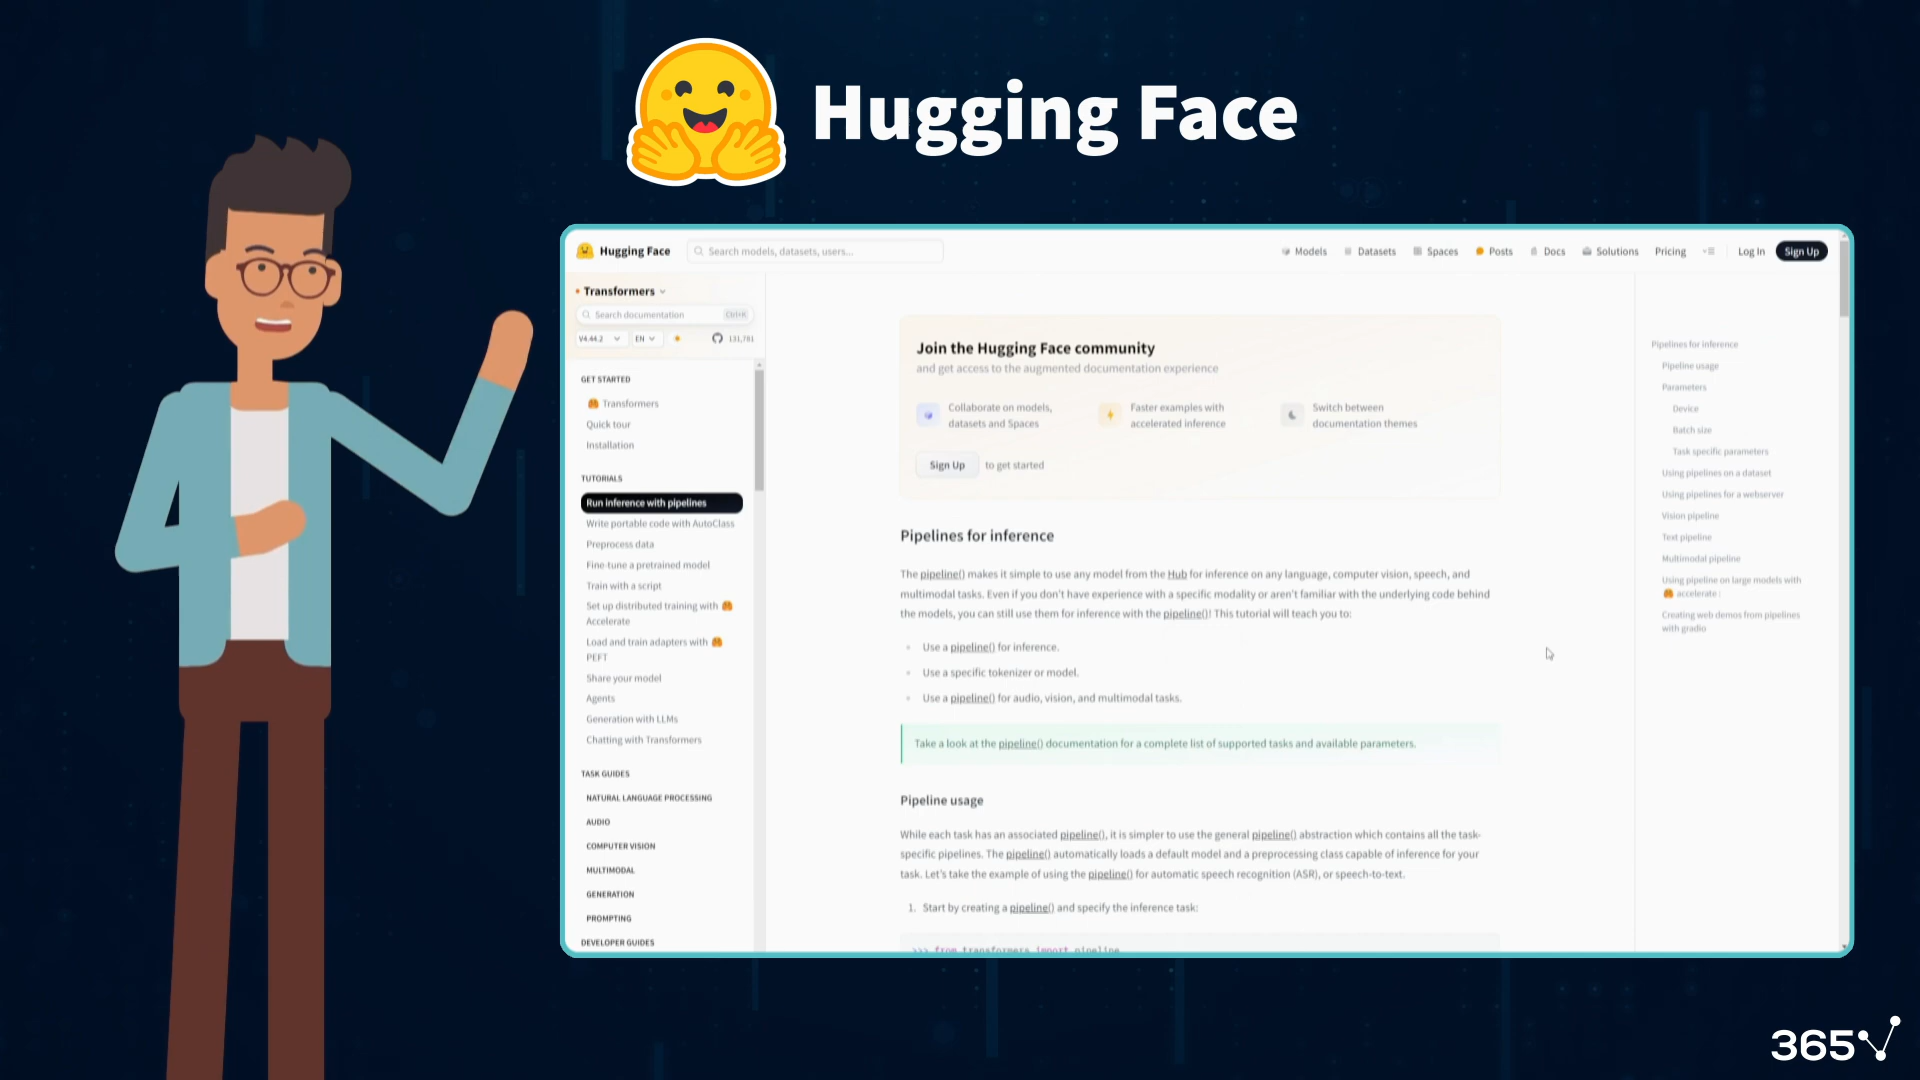 Hugging Face
Hugging Face
Search models, datasets, users...
Models
Datasets
Spaces
Posts
Docs
Solutions
Pricing
Log In
Sign Up
Transformers
Search documentation
Ctrl+K
V4.44.2
EN
131,781
GET STARTED
Transformers
Quick tour
Installation
TUTORIALS
Run inference with pipelines
Write portable code with AutoClass
Preprocess data
Fine-tune a pretrained model
Train with a script
Set up distributed training with
Accelerate
Load and train adapters with
PEFT
Share your model
Agents
Generation with LLMs
Chatting with Transformers
TASK GUIDES
NATURAL LANGUAGE PROCESSING
AUDIO
COMPUTER VISION
MULTIMODAL
GENERATION
PROMPTING
DEVELOPER GUIDES
Join the Hugging Face community
and get access to the augmented documentation experience
Collaborate on models,
datasets and Spaces
Faster examples with
accelerated inference
Switch between
documentation themes
Sign Up to get started
Pipelines for inference
The pipeline() makes it simple to use any model from the Hub for inference on any language, computer vision, speech, and
multimodal tasks. Even if you don't have experience with a specific modality or aren't familiar with the underlying code behind
the models, you can still use them for inference with the pipeline()! This tutorial will teach you to:
Use a pipeline() for inference.
Use a specific tokenizer or model.
Use a pipeline() for audio, vision, and multimodal tasks.
Take a look at the pipeline() documentation for a complete list of supported tasks and available parameters.
Pipeline usage
While each task has an associated pipeline(), it is simpler to use the general pipeline() abstraction which contains all the task-
specific pipelines. The pipeline() automatically loads a default model and a preprocessing class capable of inference for your
task. Let's take the example of using the pipeline() for automatic speech recognition (ASR), or speech-to-text.
1. Start by creating a pipeline() and specify the inference task:
>>> from transformers import pipeline
Pipelines for inference
Pipeline usage
Parameters
Device
Batch size
Task specific parameters
Using pipelines on a dataset
Using pipelines for a webserver
Vision pipeline
Text pipeline
Multimodal pipeline
Using pipeline on large models with
accelerate :
Creating web demos from pipelines
with gradio
365